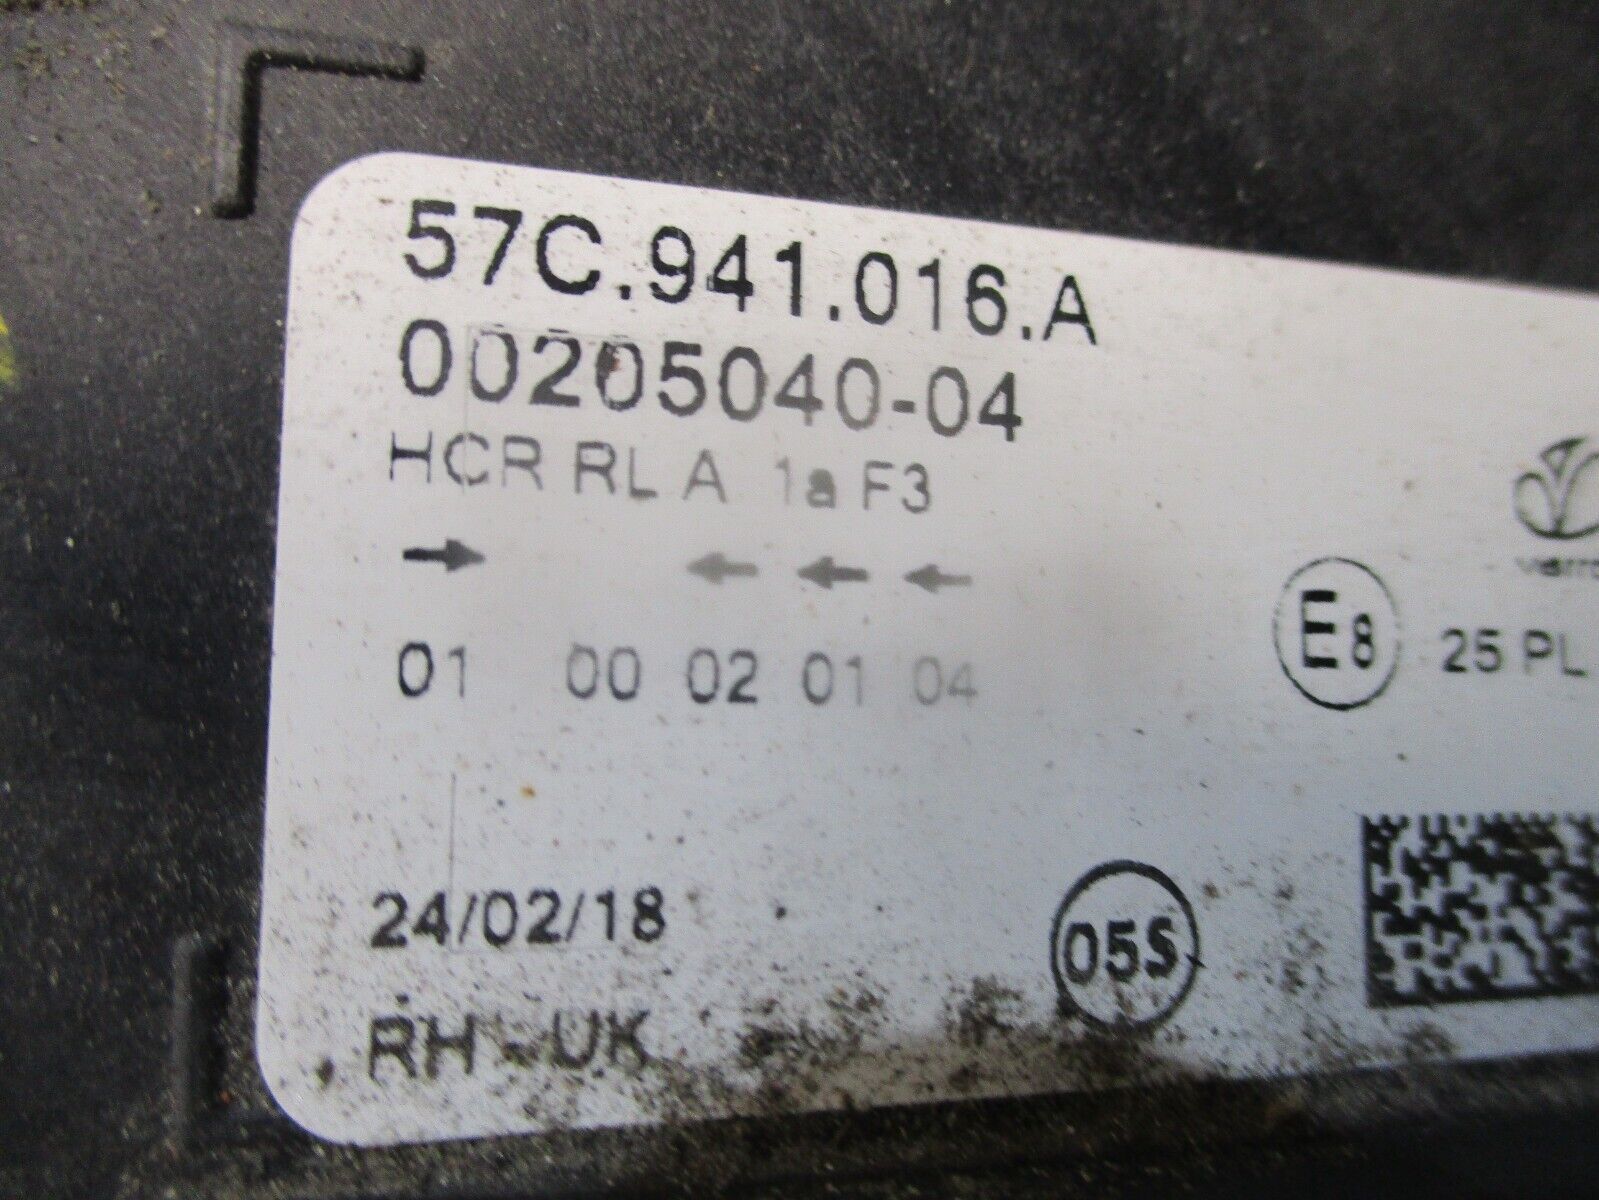 57C.941.016.A
00205040-04
HCR RL A 1a F3
→ ← ← ←
01 00 02 01 04
E8 25 PL
24/02/18
05S
RH-UK